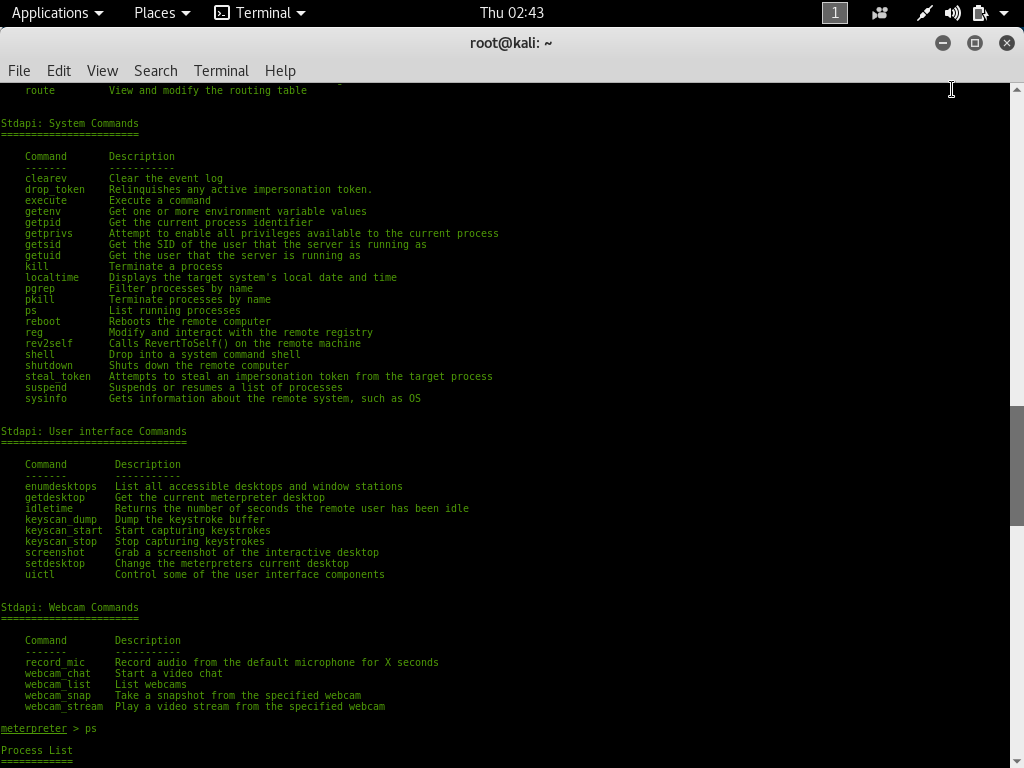 Applications Places Terminal Thu 02:43 1
root@kali: ~
File Edit View Search Terminal Help
route View and modify the routing table
Stdapi: System Commands
=======================
Command Description
------- -----------
clearev Clear the event log
drop_token Relinquishes any active impersonation token.
execute Execute a command
getenv Get one or more environment variable values
getpid Get the current process identifier
getprivs Attempt to enable all privileges available to the current process
getsid Get the SID of the user that the server is running as
getuid Get the user that the server is running as
kill Terminate a process
localtime Displays the target system's local date and time
pgrep Filter processes by name
pkill Terminate processes by name
ps List running processes
reboot Reboots the remote computer
reg Modify and interact with the remote registry
rev2self Calls RevertToSelf() on the remote machine
shell Drop into a system command shell
shutdown Shuts down the remote computer
steal_token Attempts to steal an impersonation token from the target process
suspend Suspends or resumes a list of processes
sysinfo Gets information about the remote system, such as OS
Stdapi: User interface Commands
===============================
Command Description
------- -----------
enumdesktops List all accessible desktops and window stations
getdesktop Get the current meterpreter desktop
idletime Returns the number of seconds the remote user has been idle
keyscan_dump Dump the keystroke buffer
keyscan_start Start capturing keystrokes
keyscan_stop Stop capturing keystrokes
screenshot Grab a screenshot of the interactive desktop
setdesktop Change the meterpreters current desktop
uictl Control some of the user interface components
Stdapi: Webcam Commands
=======================
Command Description
------- -----------
record_mic Record audio from the default microphone for X seconds
webcam_chat Start a video chat
webcam_list List webcams
webcam_snap Take a snapshot from the specified webcam
webcam_stream Play a video stream from the specified webcam
meterpreter > ps
Process List
============